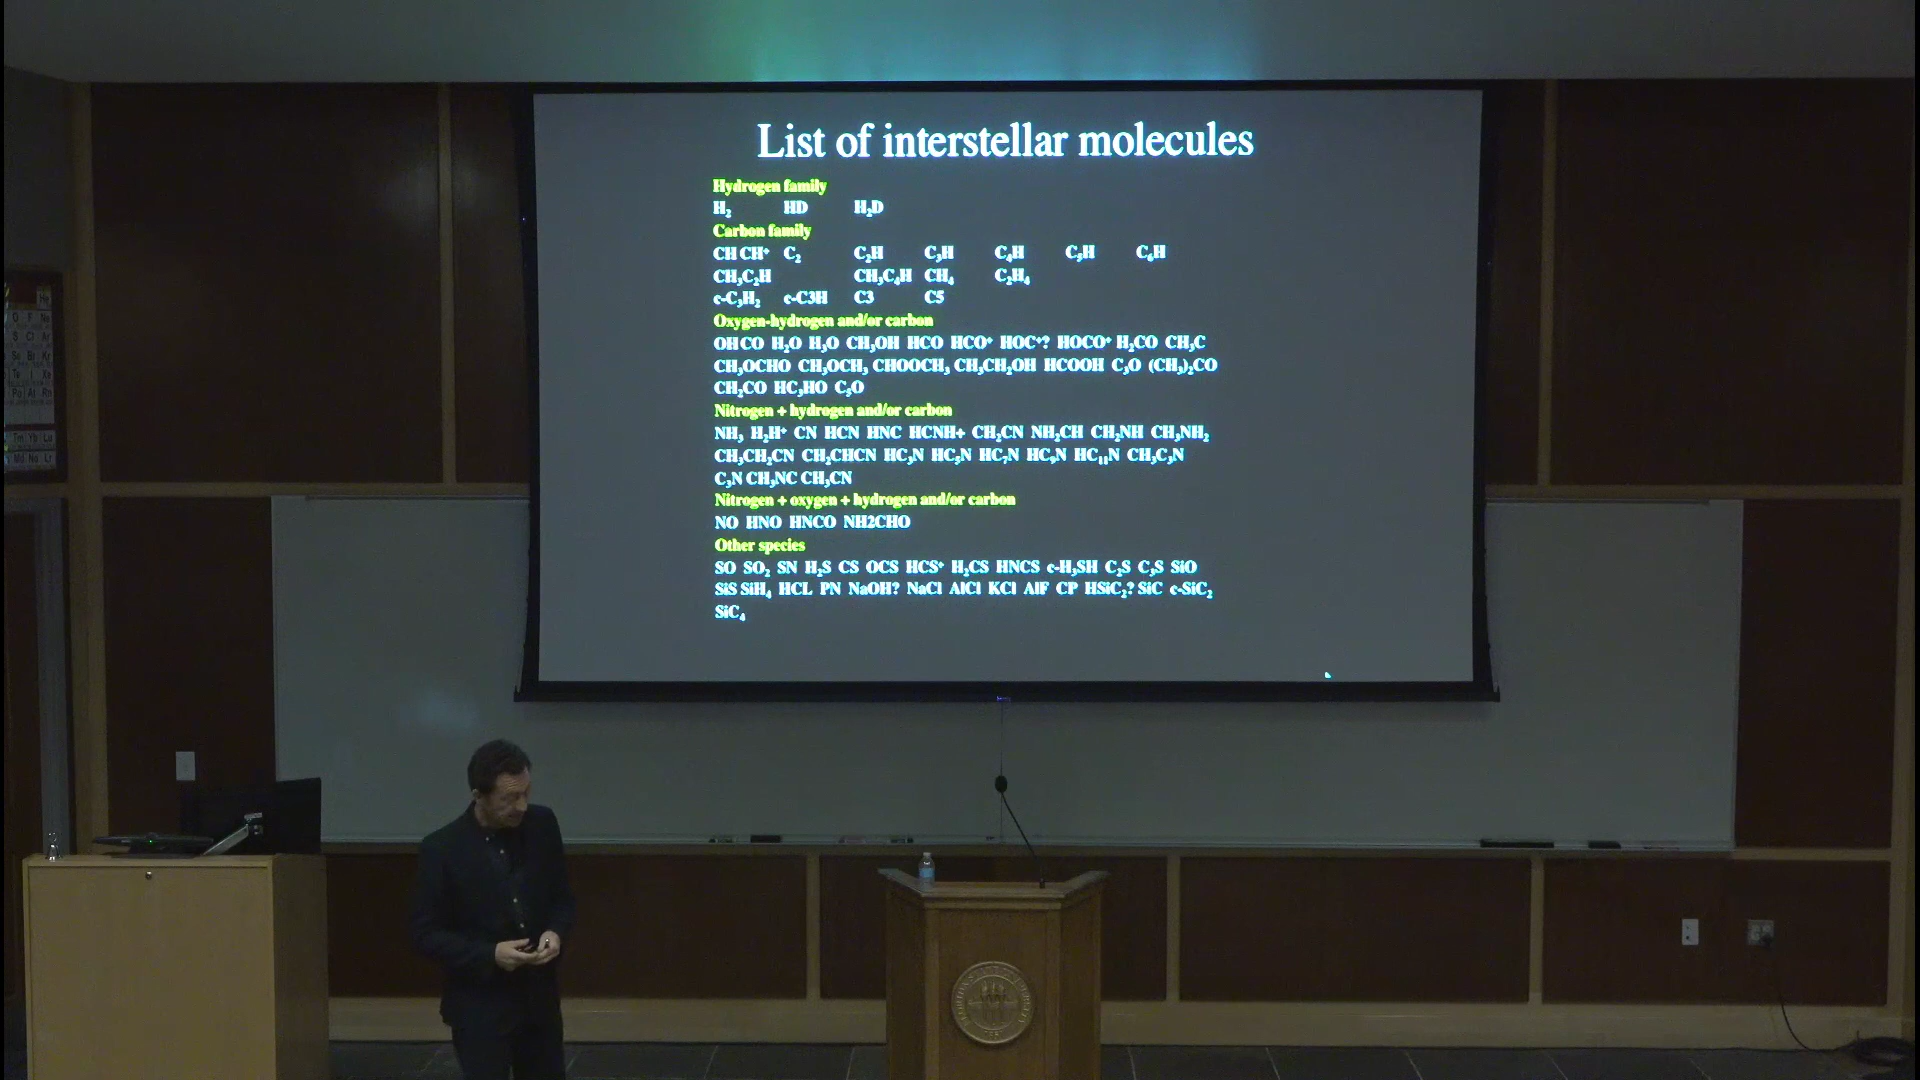 List of interstellar molecules
Hydrogen family
H₂ HD H₂D
Carbon family
CH CH⁺ C₂ C₂H C₃H C₄H C₅H C₆H
CH₃C₂H CH₃C₄H CH₄ C₂H₄
c-C₃H₂ c-C3H C3 C5
Oxygen-hydrogen and/or carbon
OH CO H₂O H₃O CH₃OH HCO HCO⁺ HOC⁺? HOCO⁺ H₂CO CH₃C
CH₃OCHO CH₃OCH₃ CHOOCH₃ CH₃CH₂OH HCOOH C₃O (CH₃)₂CO
CH₂CO HC₃HO C₅O
Nitrogen + hydrogen and/or carbon
NH₃ H₂H⁺ CN HCN HNC HCNH+ CH₂CN NH₂CH CH₂NH CH₃NH₂
CH₃CH₂CN CH₂CHCN HC₃N HC₅N HC₇N HC₉N HC₁₁N CH₃C₃N
C₃N CH₃NC CH₃CN
Nitrogen + oxygen + hydrogen and/or carbon
NO HNO HNCO NH2CHO
Other species
SO SO₂ SN H₂S CS OCS HCS⁺ H₂CS HNCS c-H₃SH C₂S C₃S SiO
SiS SiH₄ HCL PN NaOH? NaCl AlCl KCl AlF CP HSiC₂? SiC c-SiC₂
SiC₄